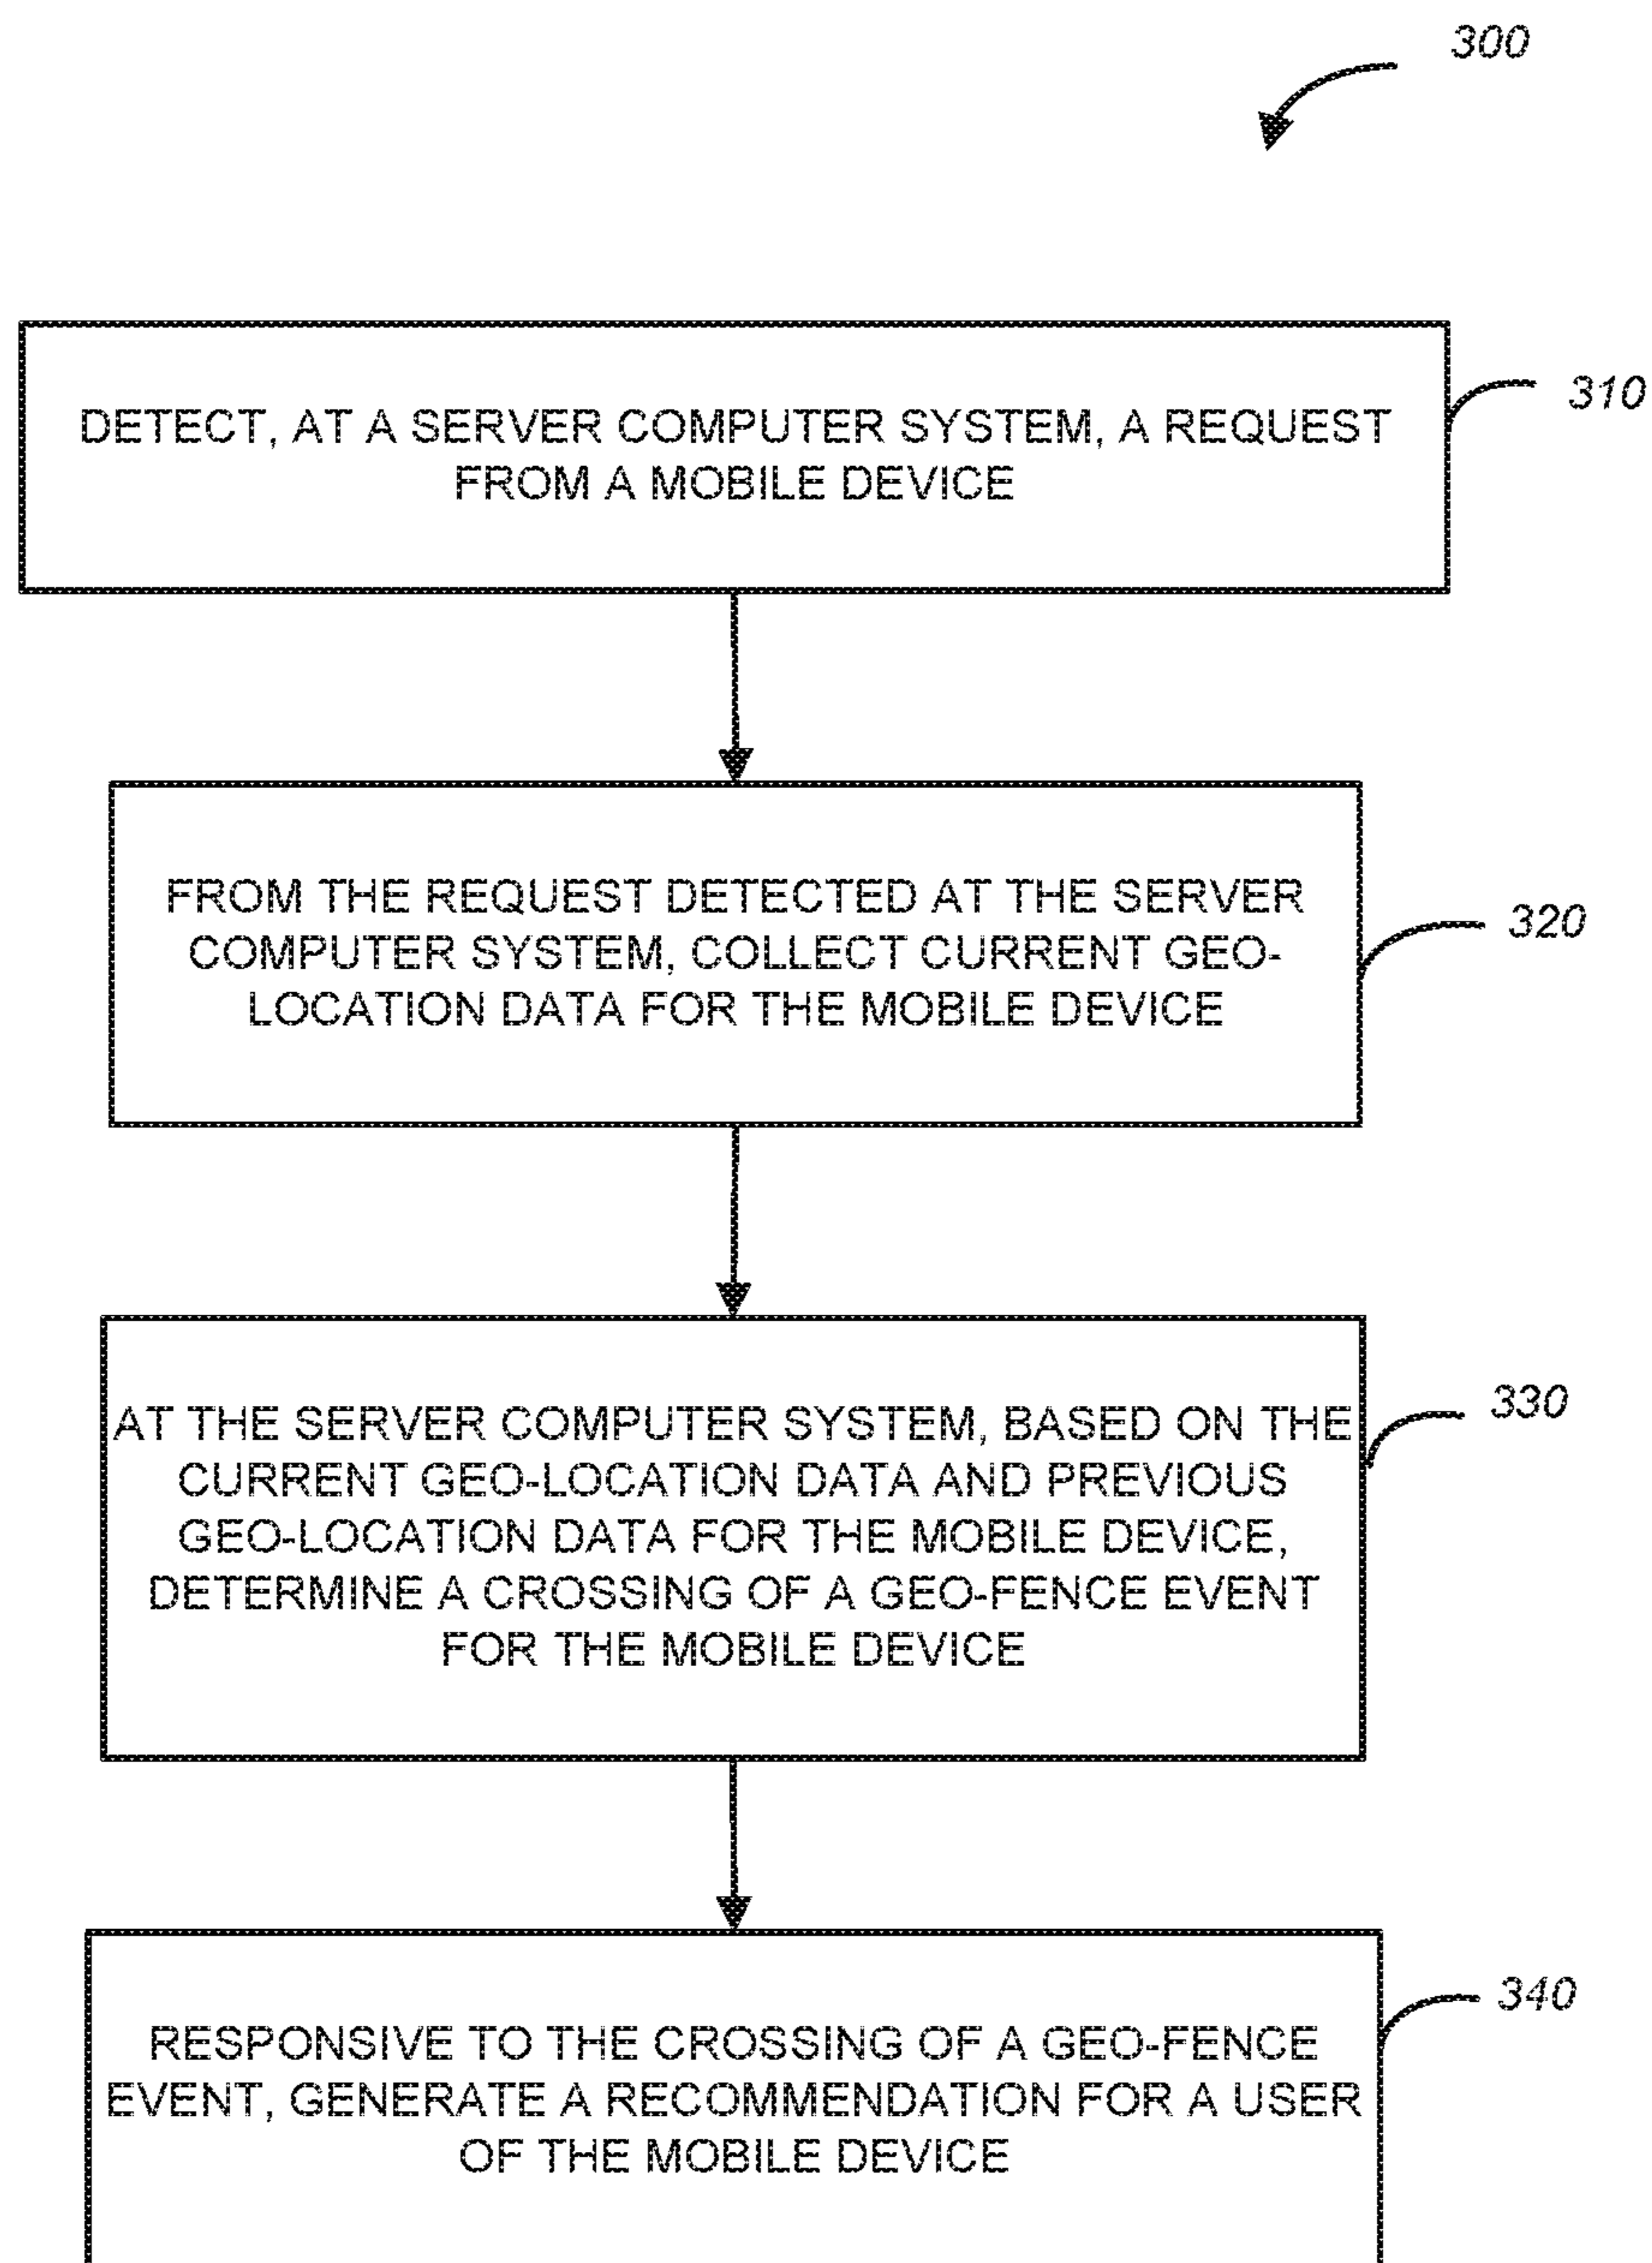 300
DETECT, AT A SERVER COMPUTER SYSTEM, A REQUEST
FROM A MOBILE DEVICE
310
FROM THE REQUEST DETECTED AT THE SERVER
COMPUTER SYSTEM, COLLECT CURRENT GEO-
LOCATION DATA FOR THE MOBILE DEVICE
320
AT THE SERVER COMPUTER SYSTEM, BASED ON THE
CURRENT GEO-LOCATION DATA AND PREVIOUS
GEO-LOCATION DATA FOR THE MOBILE DEVICE,
DETERMINE A CROSSING OF A GEO-FENCE EVENT
FOR THE MOBILE DEVICE
330
RESPONSIVE TO THE CROSSING OF A GEO-FENCE
EVENT, GENERATE A RECOMMENDATION FOR A USER
OF THE MOBILE DEVICE
340